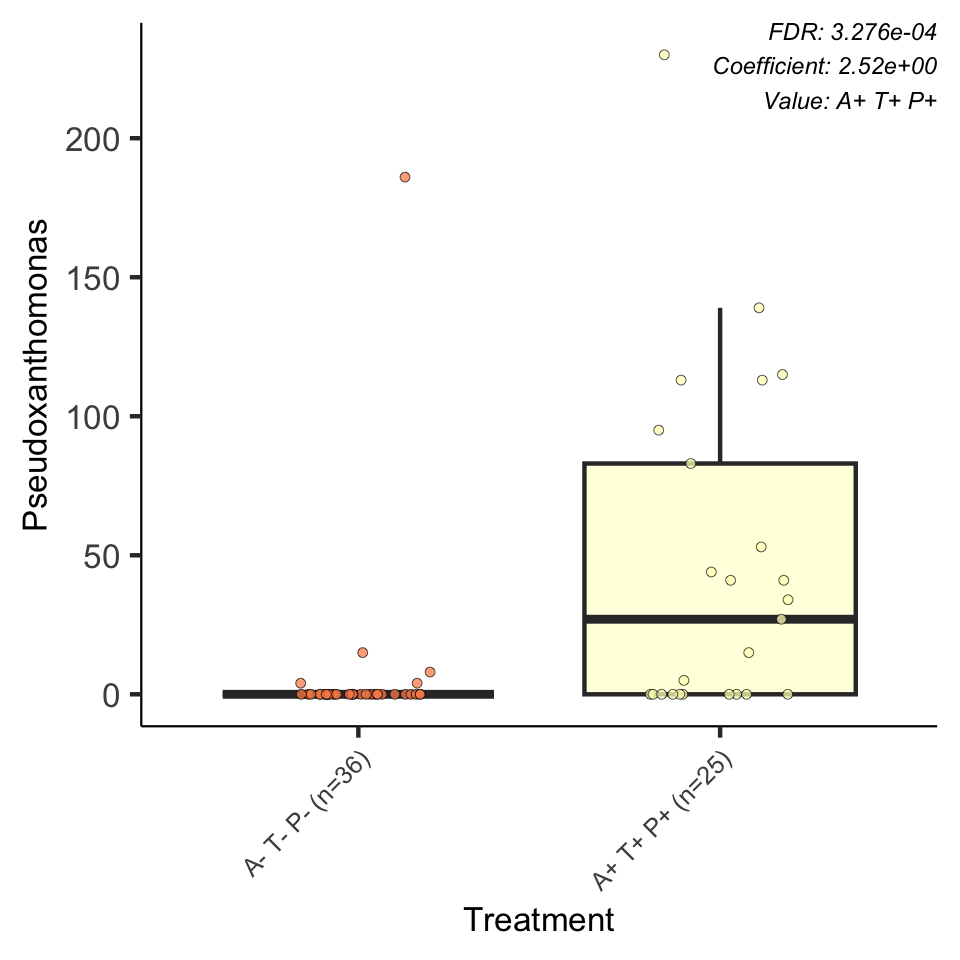 FDR: 3.276e-04
Coefficient: 2.52e+00
Value: A+ T+ P+
Pseudoxanthomonas
200
150
100
50
0
A- T- P- (n=36)
A+ T+ P+ (n=25)
Treatment